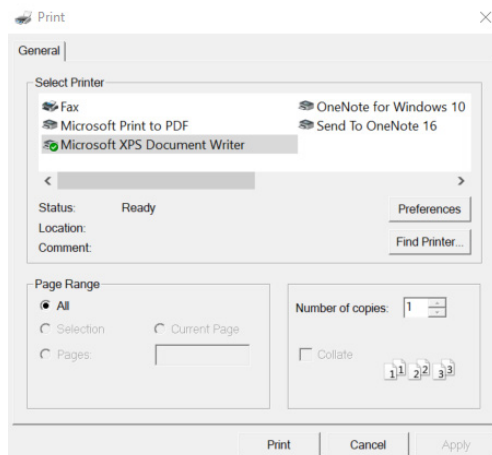 Print
General
Select Printer
Fax
OneNote for Windows 10
Microsoft Print to PDF
Send To OneNote 16
Microsoft XPS Document Writer
Status: Ready
Preferences
Location:
Comment:
Find Printer...
Page Range
All
Selection
Current Page
Pages:
Number of copies: 1
Collate
1 1 2 2 3 3
Print Cancel Apply